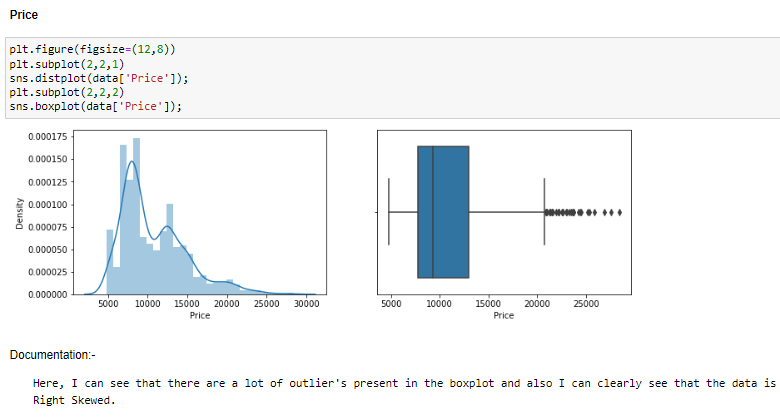 Price
plt.figure(figsize=(12,8))
plt.subplot(2,2,1)
sns.distplot(data['Price']);
plt.subplot(2,2,2)
sns.boxplot(data['Price']);
0.000175
0.000150
0.000125
0.000100
0.000075
0.000050
0.000025
0.000000
Density
5000 10000 15000 20000 25000 30000
Price
5000 10000 15000 20000 25000
Price
Documentation:-
Here, I can see that there are a lot of outlier's present in the boxplot and also I can clearly see that the data is
Right Skewed.